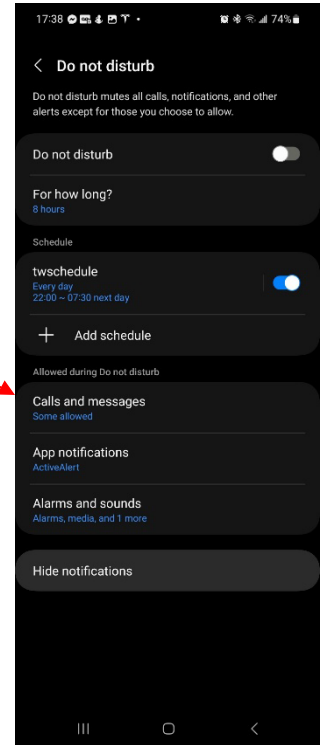 17:38 74%
Do not disturb
Do not disturb mutes all calls, notifications, and other
alerts except for those you choose to allow.
Do not disturb
For how long?
8 hours
Schedule
twschedule
Every day
22:00 ~ 07:30 next day
Add schedule
Allowed during Do not disturb
Calls and messages
Some allowed
App notifications
ActiveAlert
Alarms and sounds
Alarms, media, and 1 more
Hide notifications